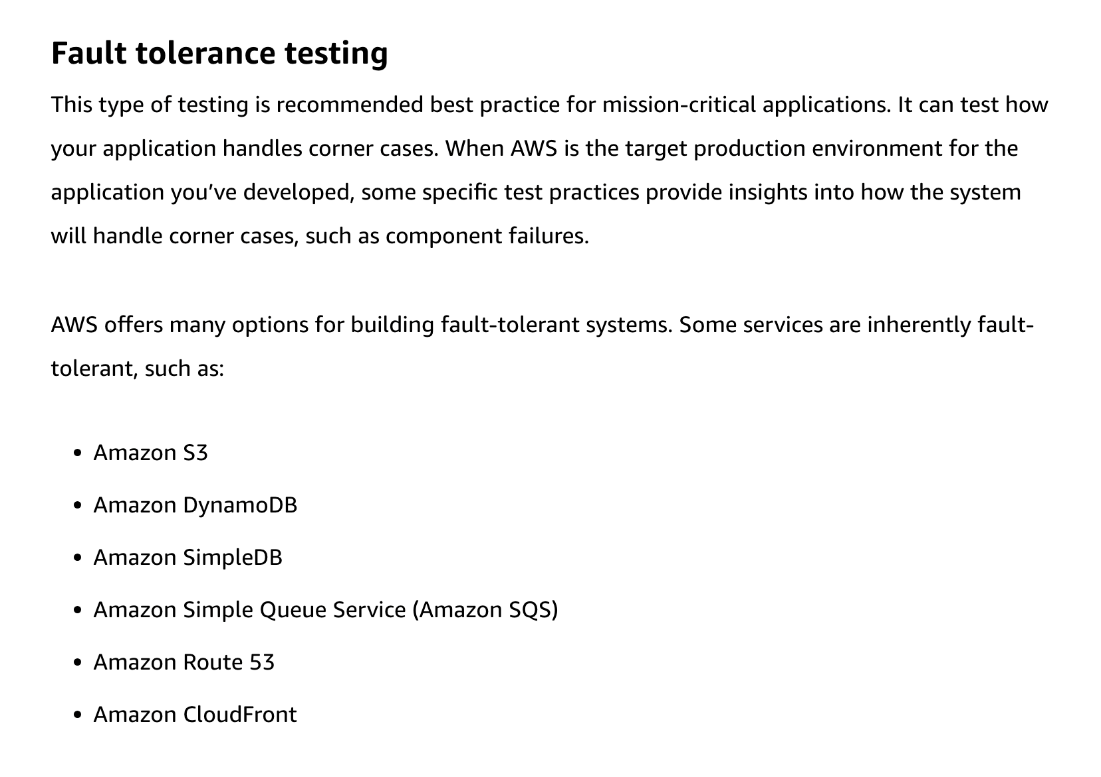 Fault tolerance testing
This type of testing is recommended best practice for mission-critical applications. It can test how
your application handles corner cases. When AWS is the target production environment for the
application you’ve developed, some specific test practices provide insights into how the system
will handle corner cases, such as component failures.
AWS offers many options for building fault-tolerant systems. Some services are inherently fault-
tolerant, such as:
• Amazon S3
• Amazon DynamoDB
• Amazon SimpleDB
• Amazon Simple Queue Service (Amazon SQS)
• Amazon Route 53
• Amazon CloudFront